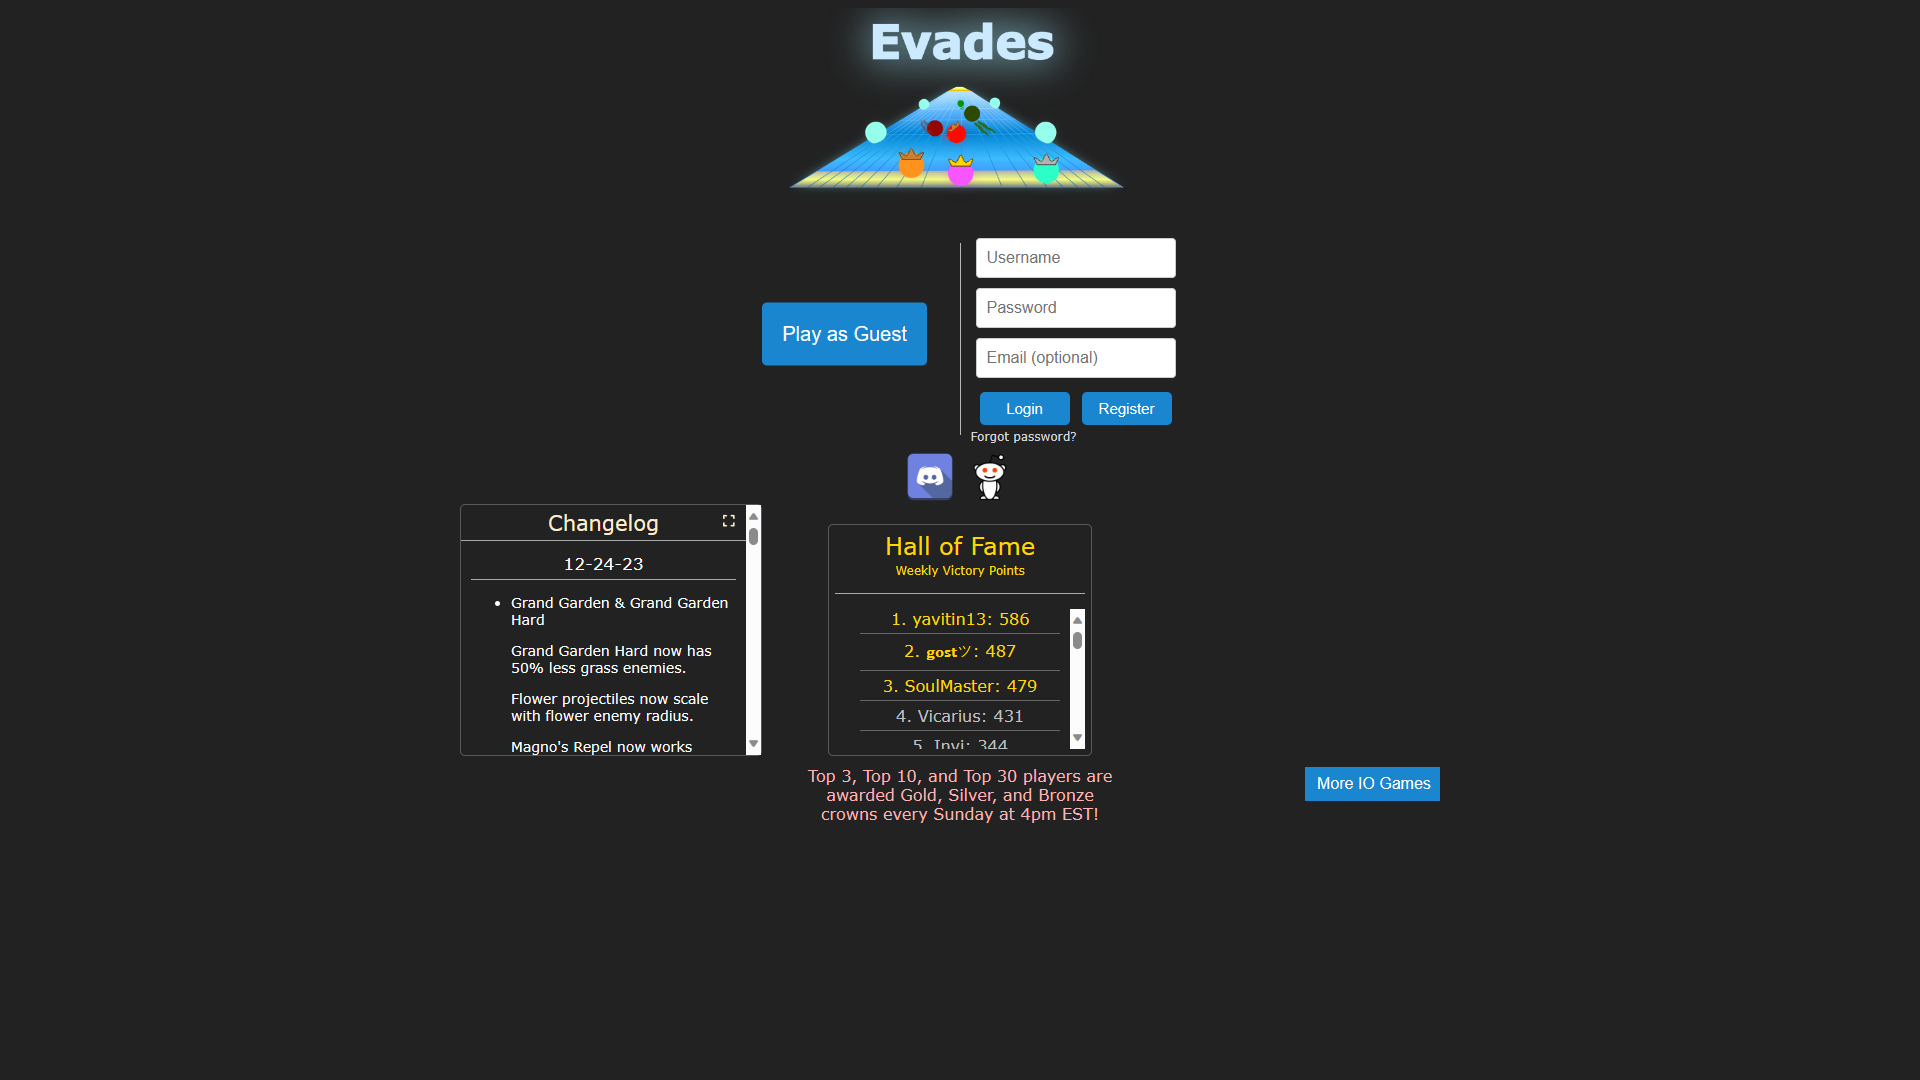 Evades
Play as Guest
Username
Password
Email (optional)
Login
Register
Forgot password?
Changelog
12-24-23
Grand Garden & Grand Garden
Hard
Grand Garden Hard now has
50% less grass enemies.
Flower projectiles now scale
with flower enemy radius.
Magno's Repel now works
Hall of Fame
Weekly Victory Points
1. yavitin13: 586
2. 𝗴𝗼𝘀𝘁ツ: 487
3. SoulMaster: 479
4. Vicarius: 431
5. Invi: 344
Top 3, Top 10, and Top 30 players are
awarded Gold, Silver, and Bronze
crowns every Sunday at 4pm EST!
More IO Games